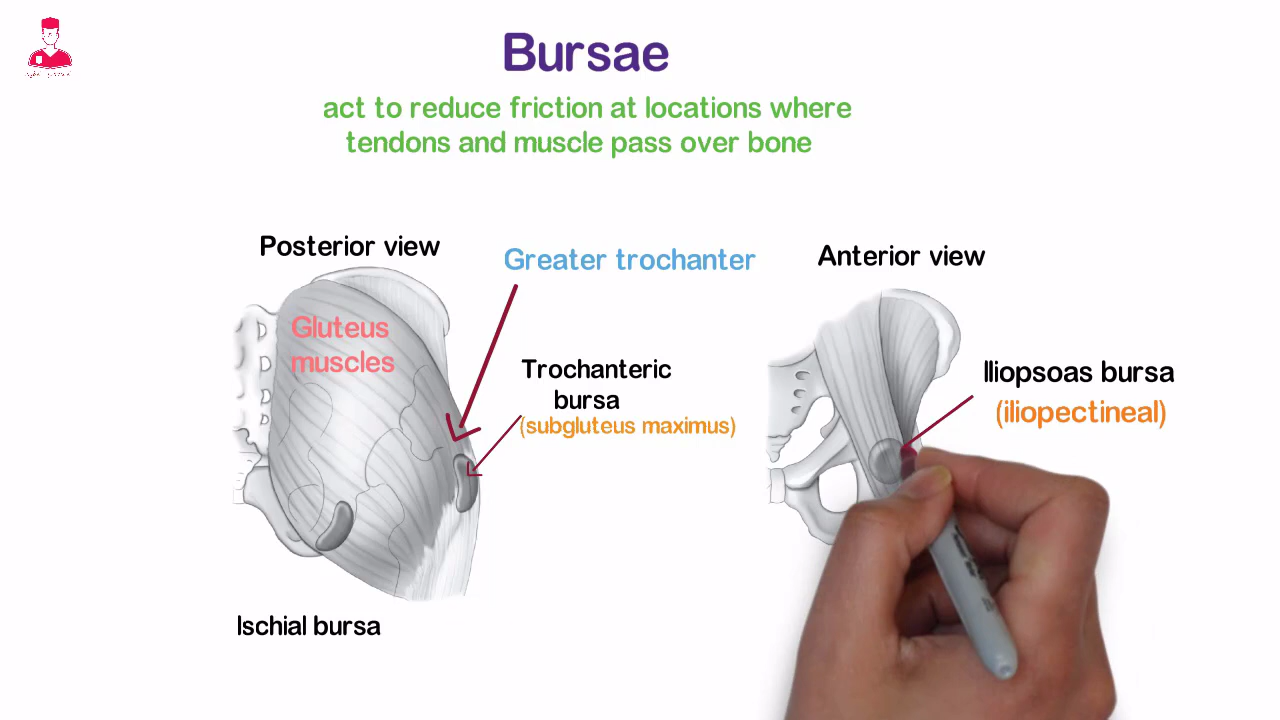 Bursae
act to reduce friction at locations where
tendons and muscle pass over bone
Posterior view
Greater trochanter
Anterior view
Gluteus
muscles
Trochanteric
bursa
(subgluteus maximus)
Iliopsoas bursa
(iliopectineal)
Ischial bursa